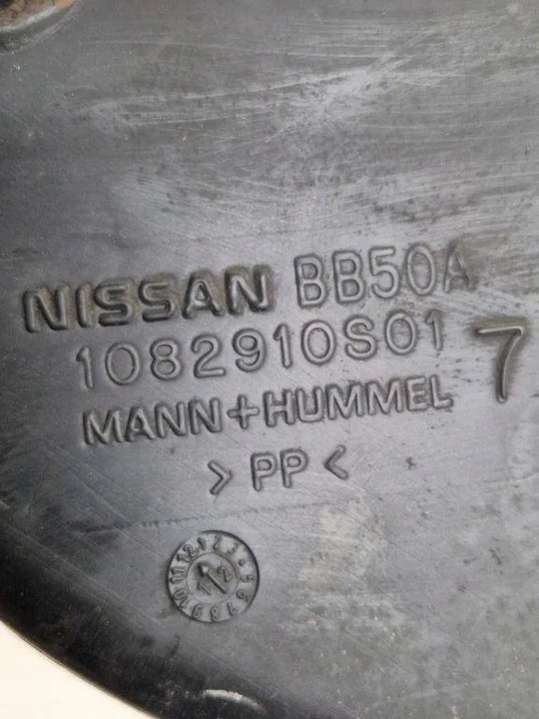 NISSAN BB50A
1082910S01 7
MANN+HUMMEL
> PP <